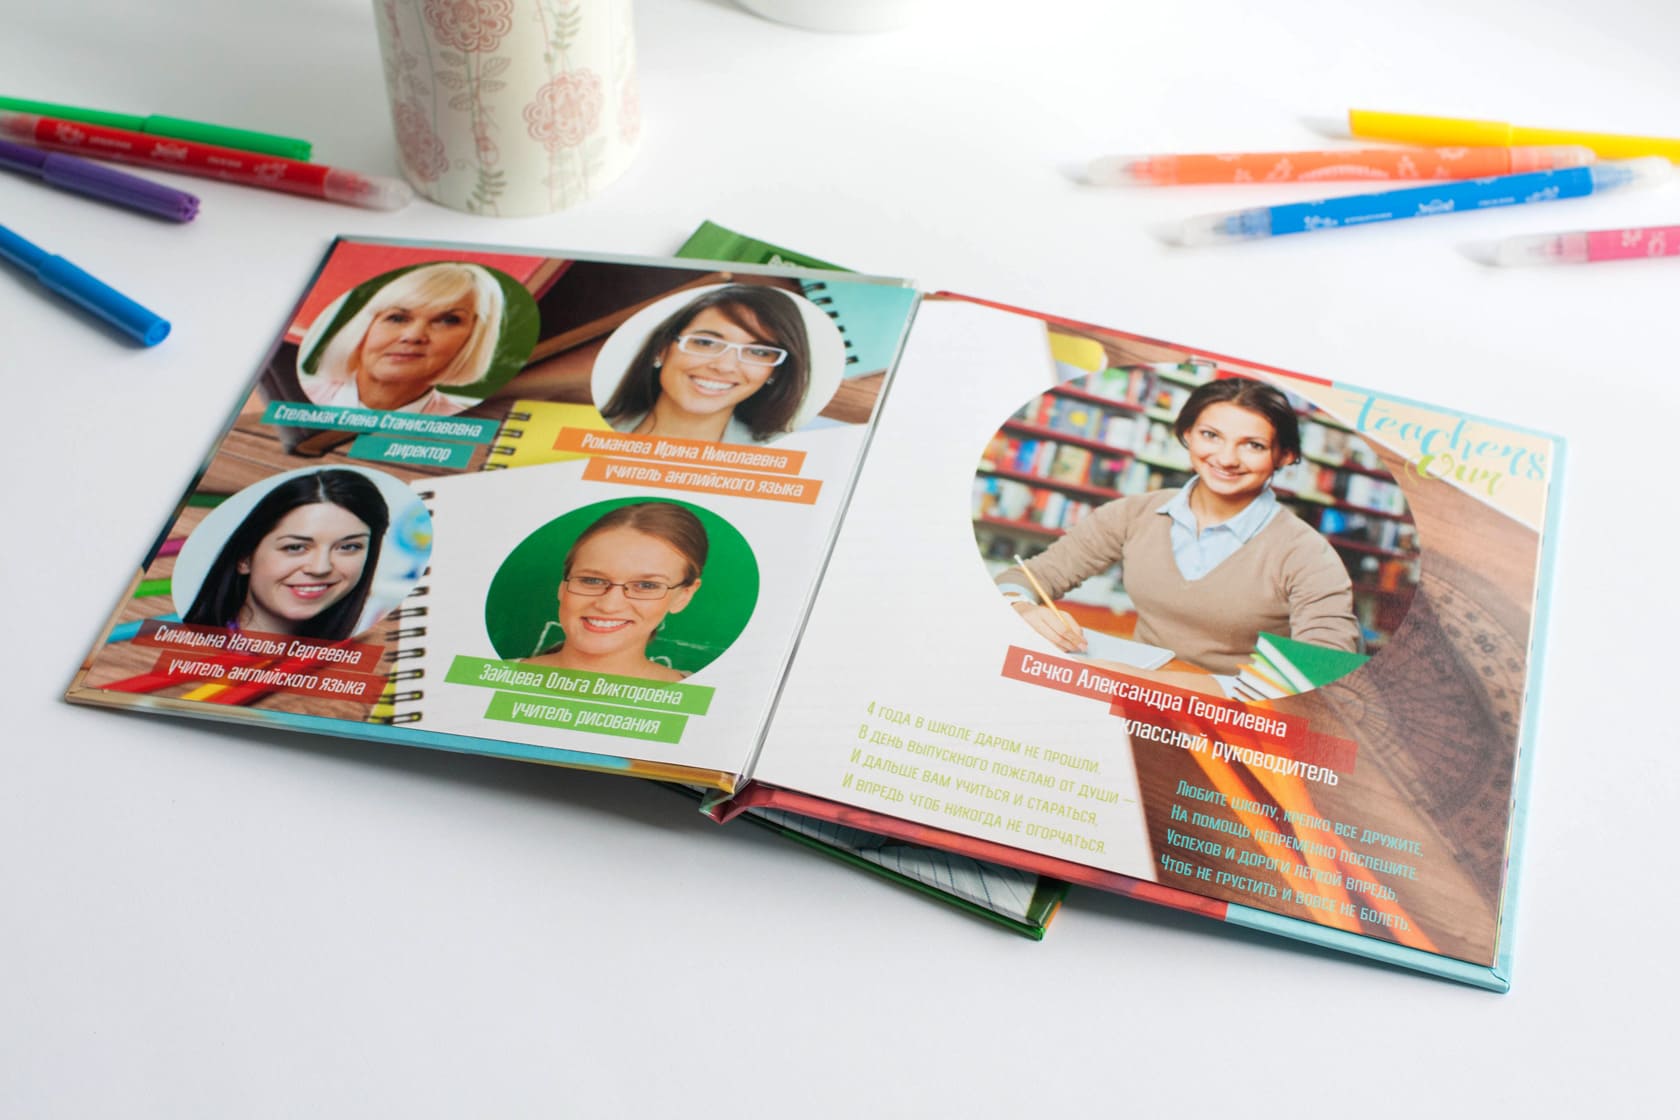 Стельмак Елена Станиславовна
директор
Романова Ирина Николаевна
учитель английского языка
Синицына Наталья Сергеевна
учитель английского языка
Зайцева Ольга Викторовна
учитель рисования
teachers
Our
Сачко Александра Георгиевна
классный руководитель
4 года в школе даром не прошли.
В день выпускного пожелаю от души –
И дальше вам учиться и стараться,
И впредь чтоб никогда не огорчаться.
Любите школу, крепко все дружите,
На помощь непременно поспешите.
Успехов и дороги легкой впредь,
Чтоб не грустить и вовсе не болеть.